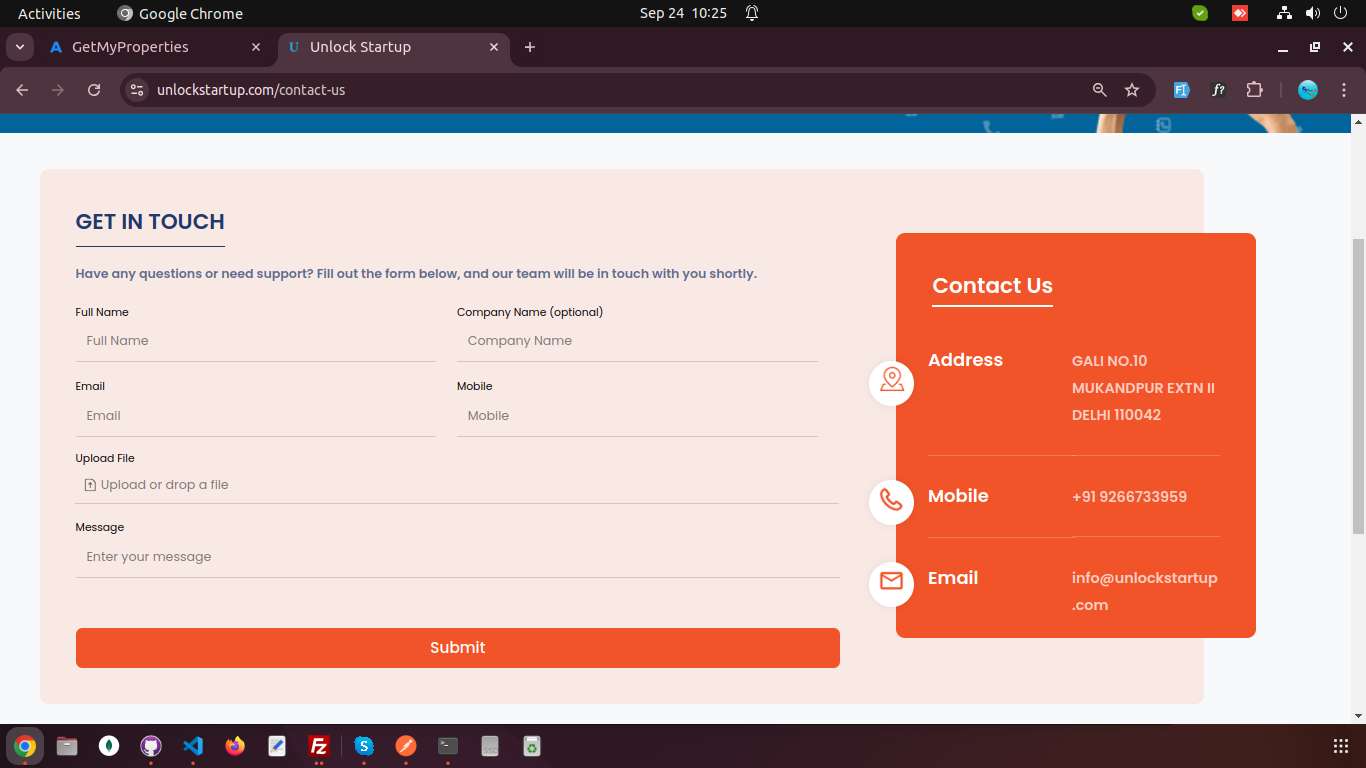 Activities
Google Chrome
Sep 24 10:25
GetMyProperties
U
Unlock Startup
unlockstartup.com/contact-us
GET IN TOUCH
Have any questions or need support? Fill out the form below, and our team will be in touch with you shortly.
Full Name
Company Name (optional)
Full Name
Company Name
Email
Mobile
Email
Mobile
Upload File
Upload or drop a file
Message
Enter your message
Submit
Contact Us
Address
GALI NO.10
MUKANDPUR EXTN II
DELHI 110042
Mobile
+91 9266733959
Email
info@unlockstartup
.com